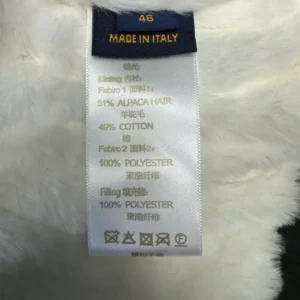 46
MADE IN ITALY
Lining 内衬:
Fabirc 1 面料1:
51% ALPACA HAIR
羊驼毛
49% COTTON
棉
Fabirc 2 面料2:
100% POLYESTER
聚酯纤维
Filling 填充物:
100% POLYESTER
聚酯纤维